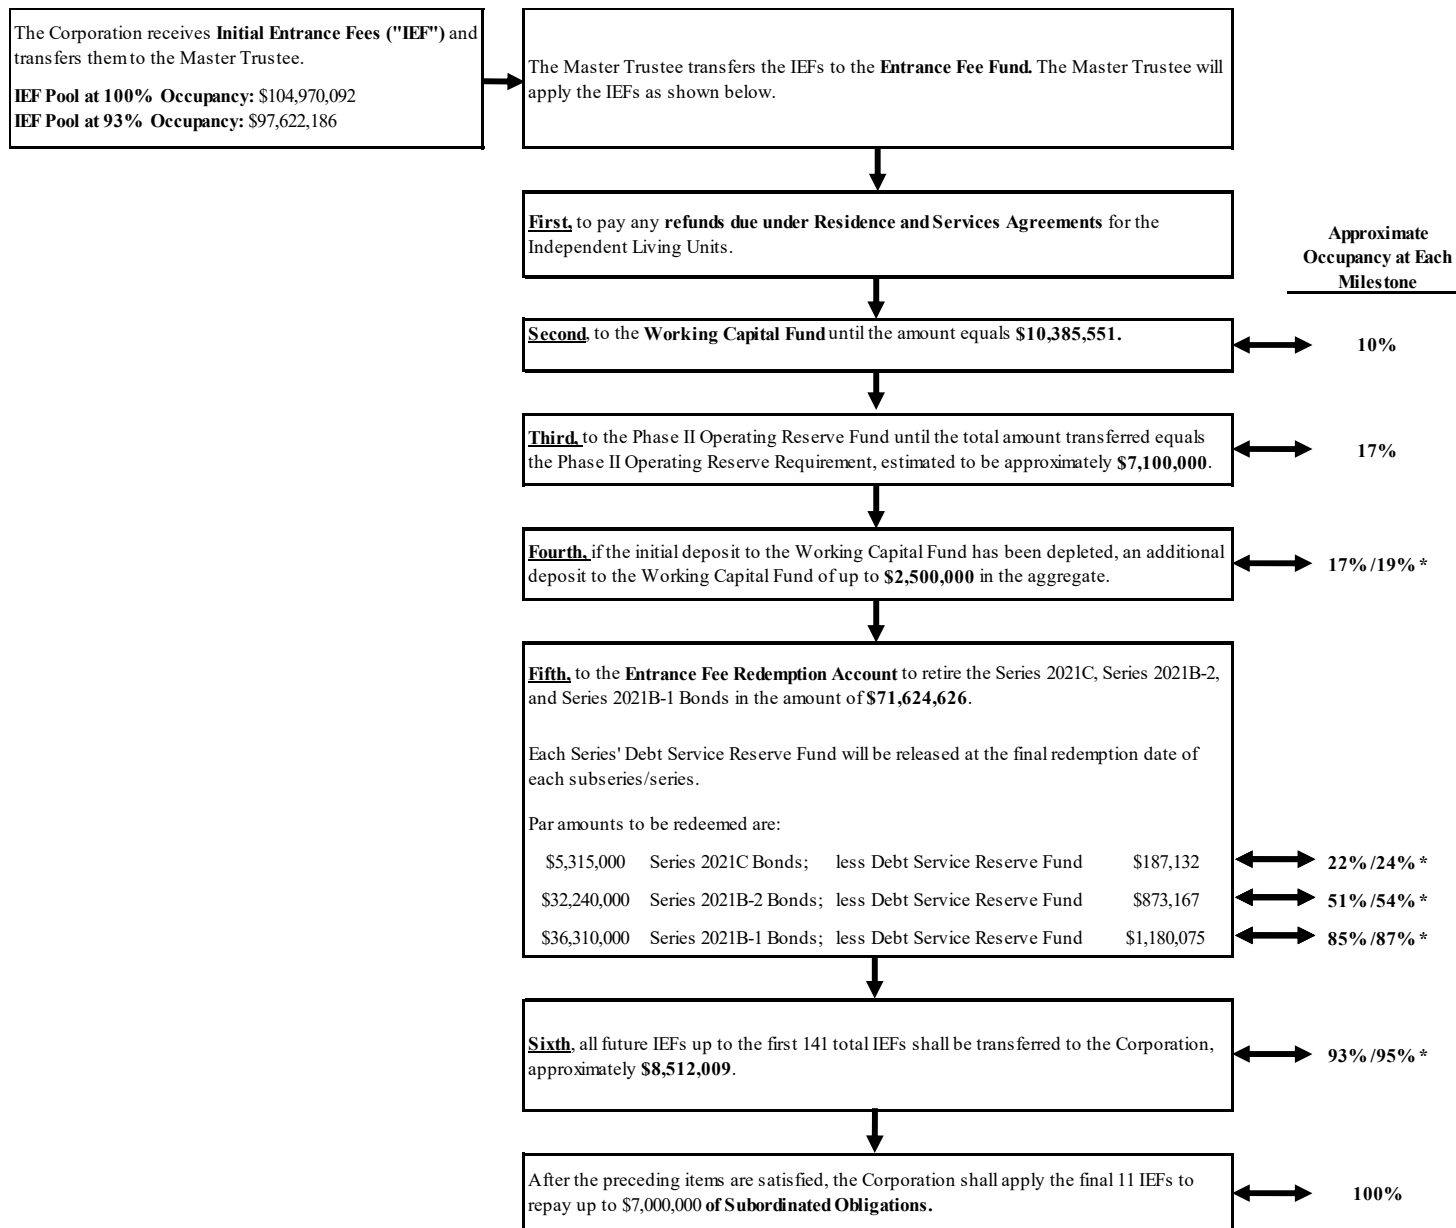 The Corporation receives Initial Entrance Fees ("IEF") and
transfers them to the Master Trustee.
IEF Pool at 100% Occupancy: $104,970,092
IEF Pool at 93% Occupancy: $97,622,186
The Master Trustee transfers the IEFs to the Entrance Fee Fund. The Master Trustee will
apply the IEFs as shown below.
First, to pay any refunds due under Residence and Services Agreements for the
Independent Living Units.
Approximate
Occupancy at Each
Milestone
Second, to the Working Capital Fund until the amount equals $10,385,551.
10%
Third, to the Phase II Operating Reserve Fund until the total amount transferred equals
the Phase II Operating Reserve Requirement, estimated to be approximately $7,100,000.
17%
Fourth, if the initial deposit to the Working Capital Fund has been depleted, an additional
deposit to the Working Capital Fund of up to $2,500,000 in the aggregate.
17%/19%*
Fifth, to the Entrance Fee Redemption Account to retire the Series 2021C, Series 2021B-2,
and Series 2021B-1 Bonds in the amount of $71,624,626.
Each Series' Debt Service Reserve Fund will be released at the final redemption date of
each subseries/series.
Par amounts to be redeemed are:
$5,315,000 Series 2021C Bonds; less Debt Service Reserve Fund $187,132 22%/24%*
$32,240,000 Series 2021B-2 Bonds; less Debt Service Reserve Fund $873,167 51%/54%*
$36,310,000 Series 2021B-1 Bonds; less Debt Service Reserve Fund $1,180,075 85%/87%*
Sixth, all future IEFs up to the first 141 total IEFs shall be transferred to the Corporation,
approximately $8,512,009.
93%/95%*
After the preceding items are satisfied, the Corporation shall apply the final 11 IEFs to
repay up to $7,000,000 of Subordinated Obligations.
100%